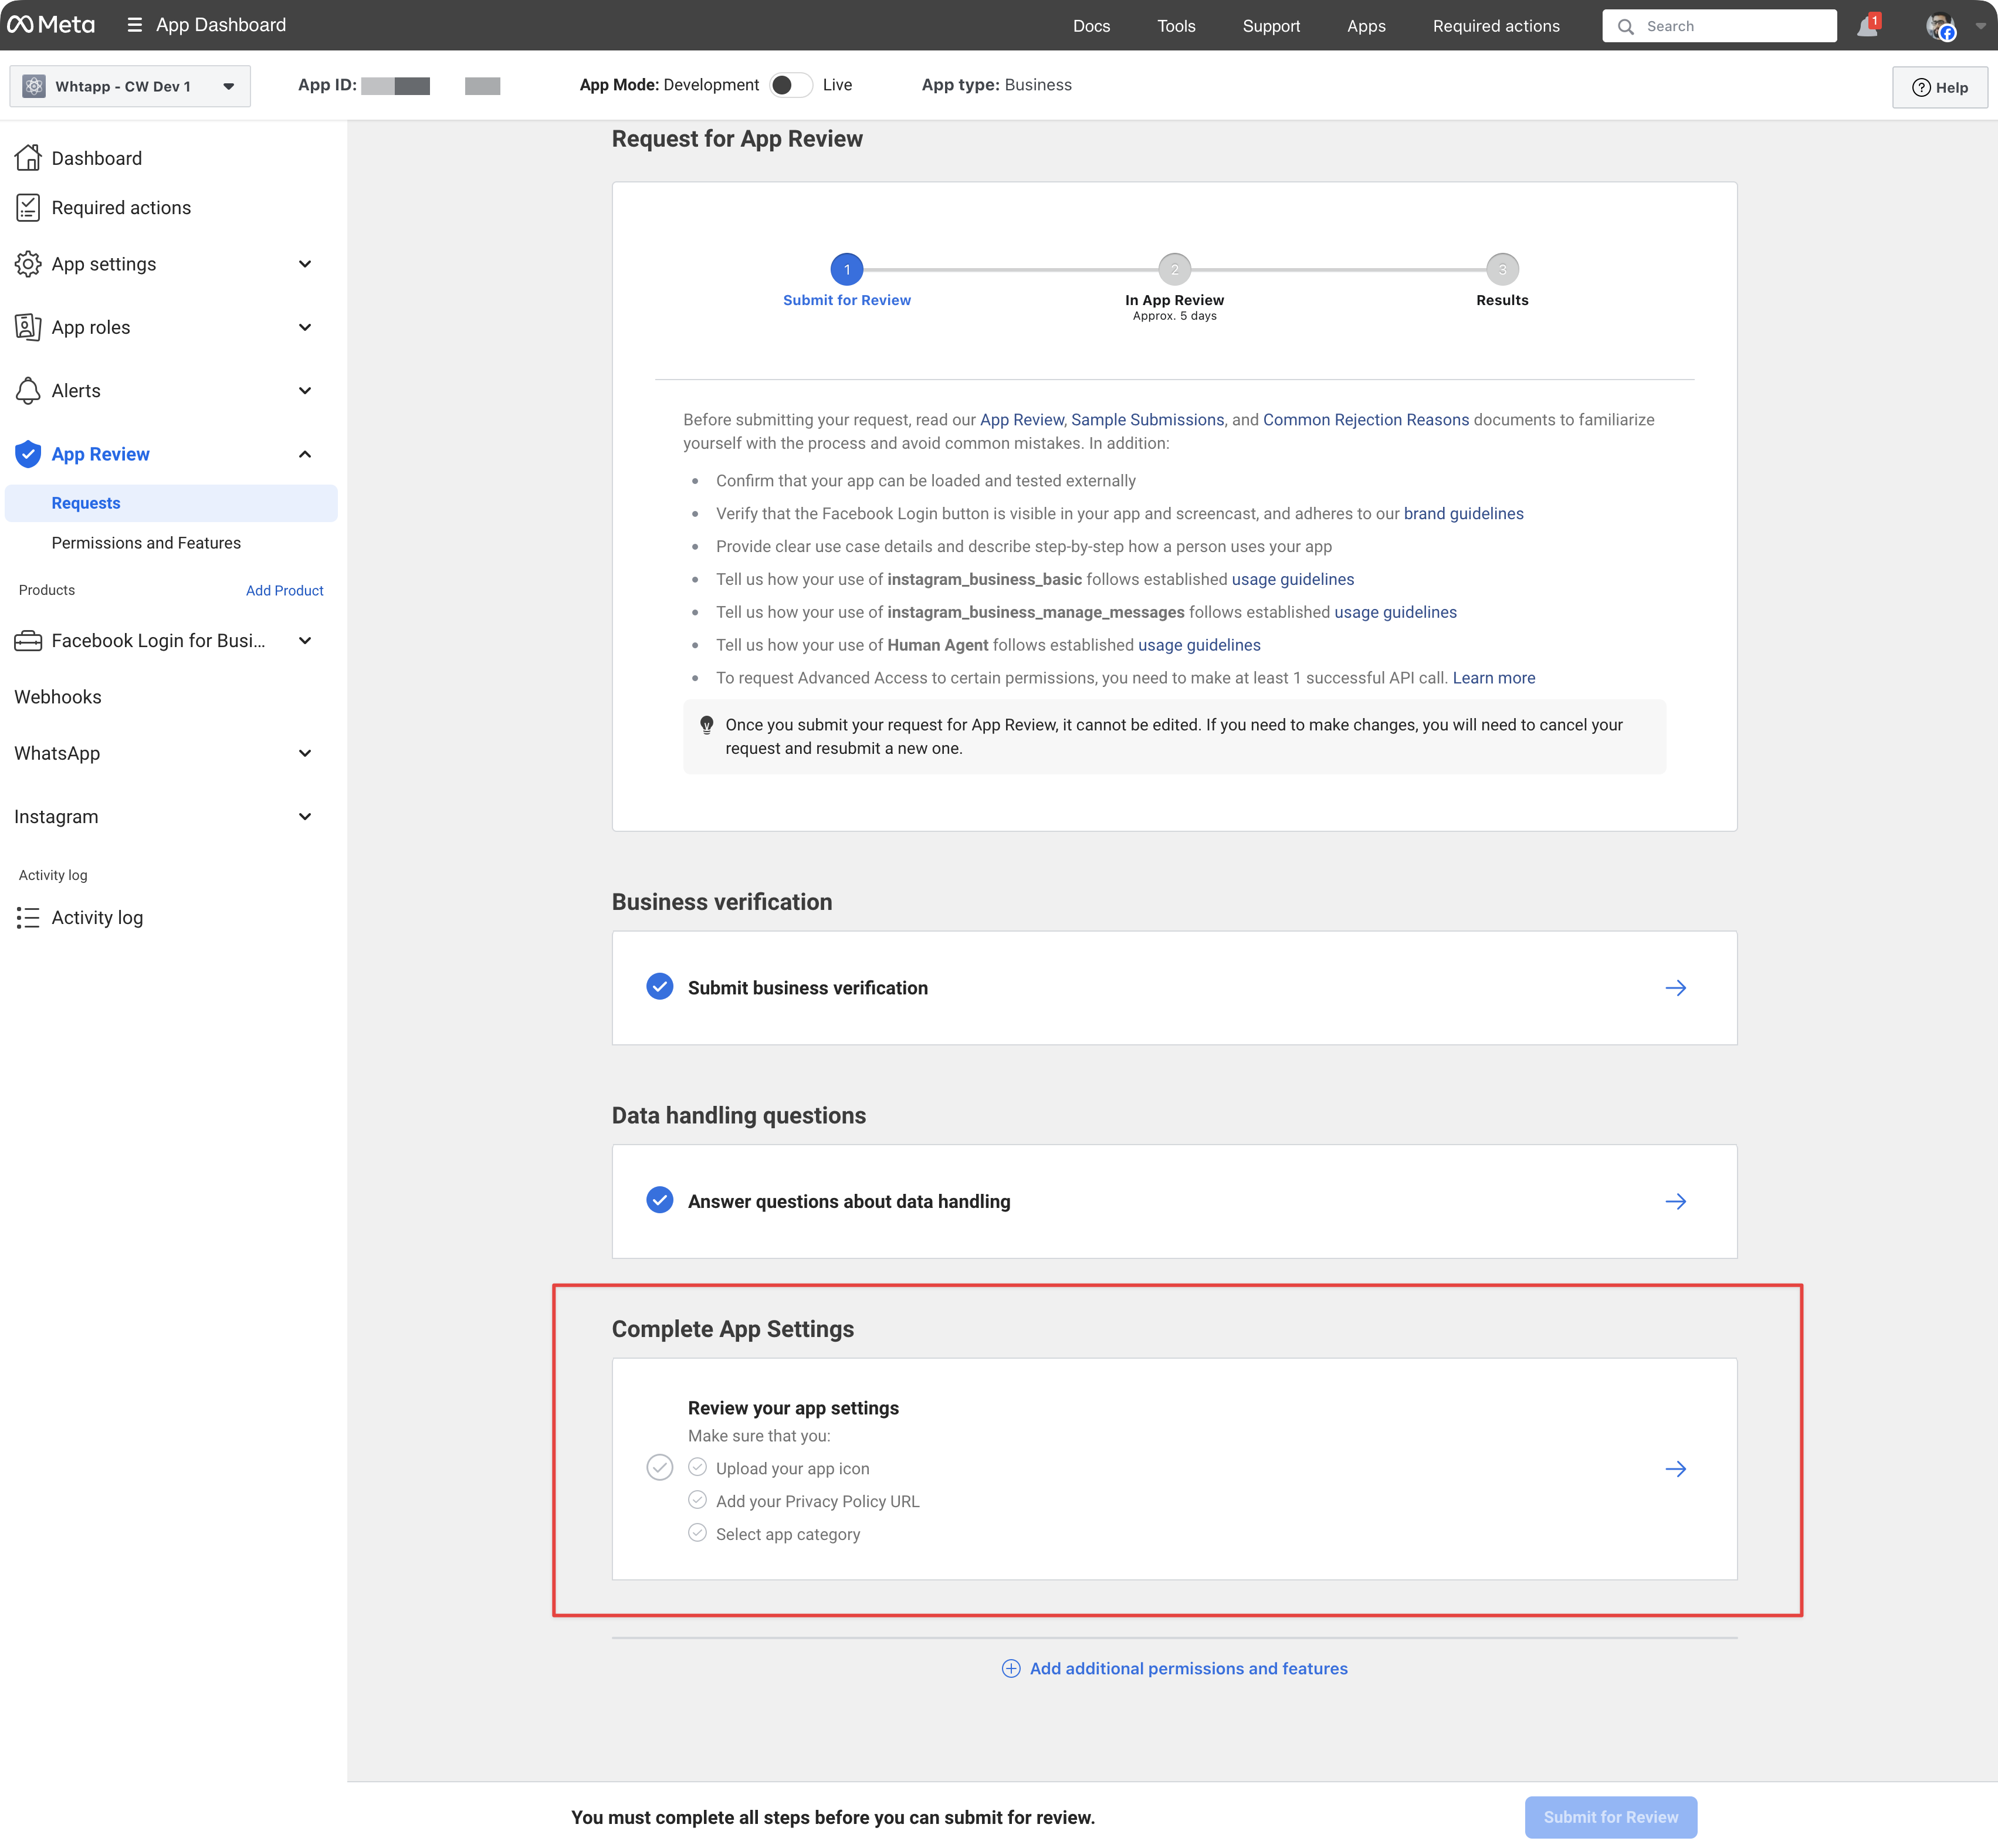 Meta
App Dashboard
Docs
Tools
Support
Apps
Required actions
Search
1
Whtapp - CW Dev 1
App ID:
App Mode: Development
Live
App type: Business
Help
Dashboard
Required actions
App settings
App roles
Alerts
App Review
Requests
Permissions and Features
Products
Add Product
Facebook Login for Busi...
Webhooks
WhatsApp
Instagram
Activity log
Activity log
Request for App Review
1
2
3
Submit for Review
In App Review
Results
Approx. 5 days
Before submitting your request, read our App Review, Sample Submissions, and Common Rejection Reasons documents to familiarize
yourself with the process and avoid common mistakes. In addition:
• Confirm that your app can be loaded and tested externally
• Verify that the Facebook Login button is visible in your app and screencast, and adheres to our brand guidelines
• Provide clear use case details and describe step-by-step how a person uses your app
• Tell us how your use of instagram_business_basic follows established usage guidelines
• Tell us how your use of instagram_business_manage_messages follows established usage guidelines
• Tell us how your use of Human Agent follows established usage guidelines
• To request Advanced Access to certain permissions, you need to make at least 1 successful API call. Learn more
Once you submit your request for App Review, it cannot be edited. If you need to make changes, you will need to cancel your
request and resubmit a new one.
Business verification
Submit business verification
Data handling questions
Answer questions about data handling
Complete App Settings
Review your app settings
Make sure that you:
Upload your app icon
Add your Privacy Policy URL
Select app category
Add additional permissions and features
You must complete all steps before you can submit for review.
Submit for Review